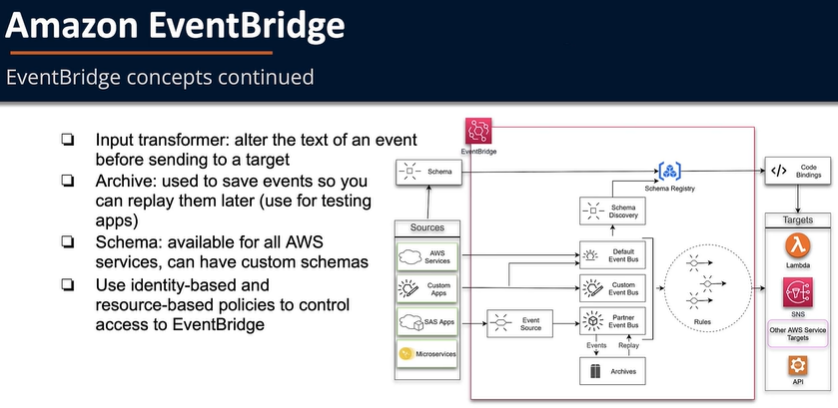 Amazon EventBridge
EventBridge concepts continued
Input transformer: alter the text of an event
before sending to a target
Archive: used to save events so you
can replay them later (use for testing
apps)
Schema: available for all AWS
services, can have custom schemas
Use identity-based and
resource-based policies to control
access to EventBridge
EventBridge
Schema
Sources
AWS
Services
Custom
Apps
SAS Apps
Microservices
Event
Source
Schema Registry
Schema
Discovery
Default
Event Bus
Custom
Event Bus
Partner
Event Bus
Events
Replay
Archives
Rules
Code
Bindings
Targets
Lambda
SNS
Other AWS Service
Targets
API